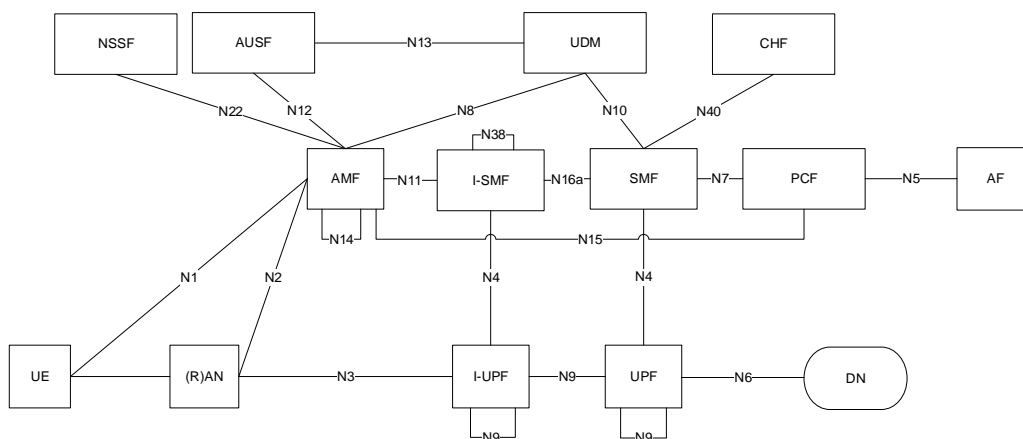 NSSF
AUSF
N13
UDM
CHF
N22
N12
N8
N10
N40
N38
AMF
N11
I-SMF
N16a
SMF
N7
PCF
N5
AF
N14
N15
N1
N2
N4
N4
UE
(R)AN
N3
I-UPF
N9
UPF
N6
DN
N9
N9